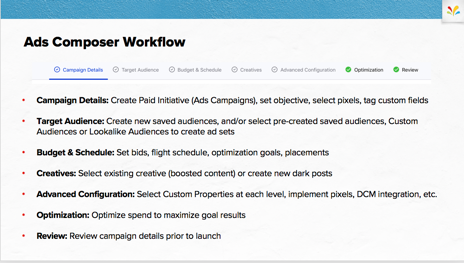 Ads Composer Workflow
Campaign Details Target Audience Budget & Schedule Creatives Advanced Configuration Optimization Review
• Campaign Details: Create Paid Initiative (Ads Campaigns), set objective, select pixels, tag custom fields
• Target Audience: Create new saved audiences, and/or select pre-created saved audiences, Custom
Audiences or Lookalike Audiences to create ad sets
• Budget & Schedule: Set bids, flight schedule, optimization goals, placements
• Creatives: Select existing creative (boosted content) or create new dark posts
• Advanced Configuration: Select Custom Properties at each level, implement pixels, DCM integration, etc.
• Optimization: Optimize spend to maximize goal results
• Review: Review campaign details prior to launch